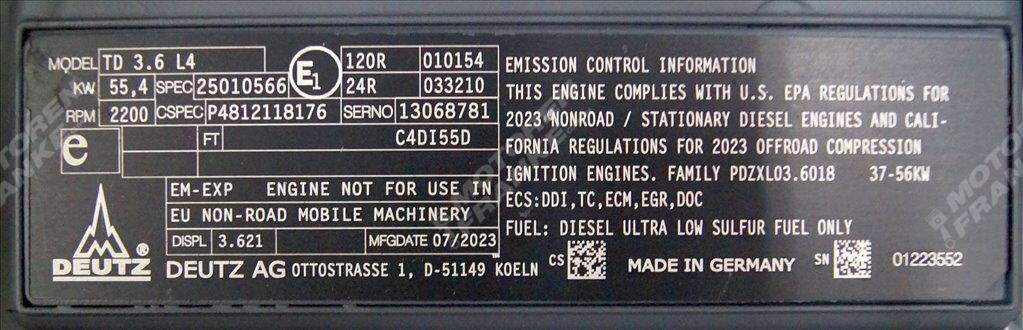 MODEL TD 3.6 L4
KW 55,4 SPEC 25010566
RPM 2200 CSPEC P4812118176
E1
120R 010154
24R 033210
SERNO 13068781
e FT C4DI55D
EM-EXP ENGINE NOT FOR USE IN
EU NON-ROAD MOBILE MACHINERY
DISPL 3.621 MFGDATE 07/2023
DEUTZ ®
DEUTZ AG OTTOSTRASSE 1, D-51149 KOELN
EMISSION CONTROL INFORMATION
THIS ENGINE COMPLIES WITH U.S. EPA REGULATIONS FOR
2023 NONROAD / STATIONARY DIESEL ENGINES AND CALI-
FORNIA REGULATIONS FOR 2023 OFFROAD COMPRESSION
IGNITION ENGINES. FAMILY PDZXL03.6018 37-56KW
ECS:DDI,TC,ECM,EGR,DOC
FUEL: DIESEL ULTRA LOW SULFUR FUEL ONLY
CS MADE IN GERMANY SN 01223552
MOTOREN
FRANKEN